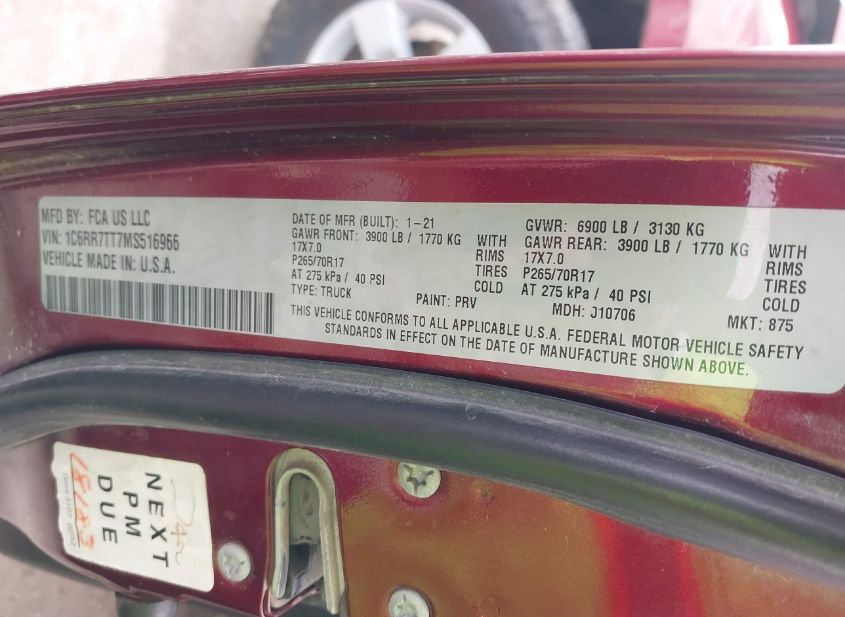 MFD BY: FCA US LLC
VIN: 1C6RR7TT7MS516966
VEHICLE MADE IN: U.S.A.
DATE OF MFR (BUILT): 1-21
GAWR FRONT: 3900 LB / 1770 KG WITH
17X7.0 RIMS
P265/70R17 TIRES
AT 275 kPa / 40 PSI COLD
TYPE: TRUCK PAINT: PRV
GVWR: 6900 LB / 3130 KG
GAWR REAR: 3900 LB / 1770 KG WITH
17X7.0 RIMS
P265/70R17 TIRES
AT 275 kPa / 40 PSI COLD
MDH: J10706 MKT: 875
THIS VEHICLE CONFORMS TO ALL APPLICABLE U.S.A. FEDERAL MOTOR VEHICLE SAFETY
STANDARDS IN EFFECT ON THE DATE OF MANUFACTURE SHOWN ABOVE.
NEXT
PM
DUE